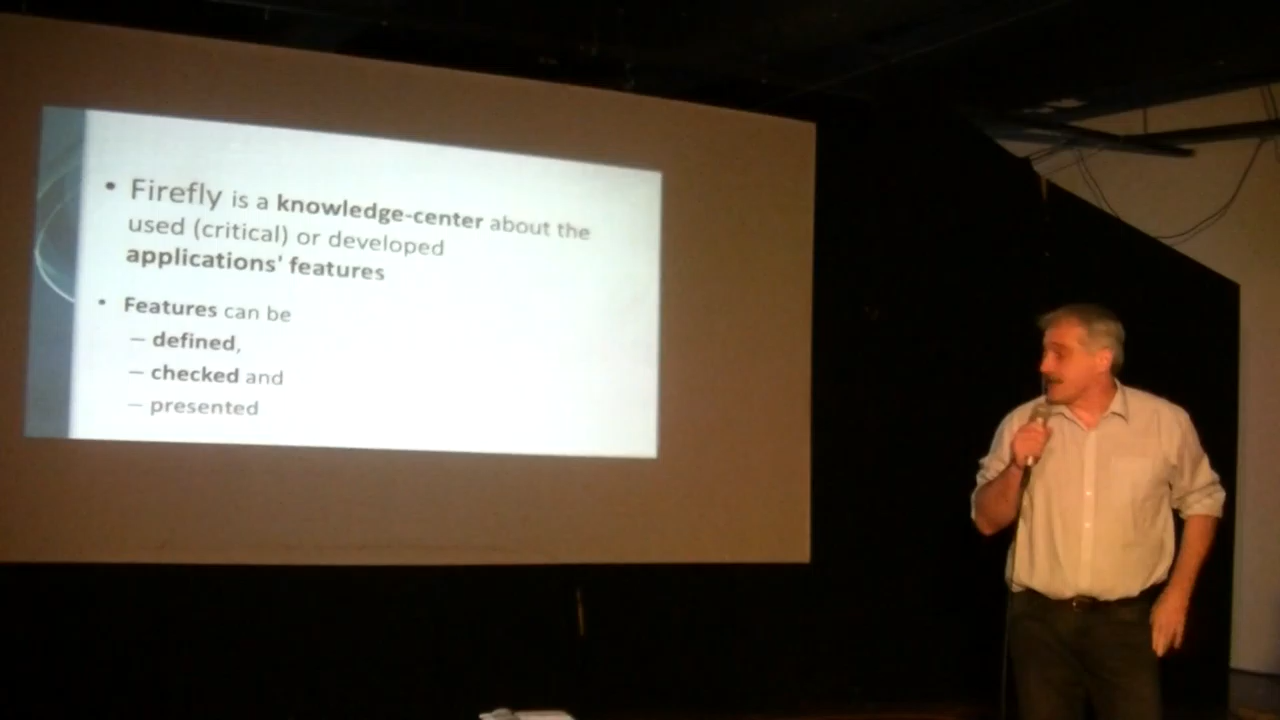 • Firefly is a knowledge-center about the
used (critical) or developed
applications' features
• Features can be
– defined,
– checked and
– presented